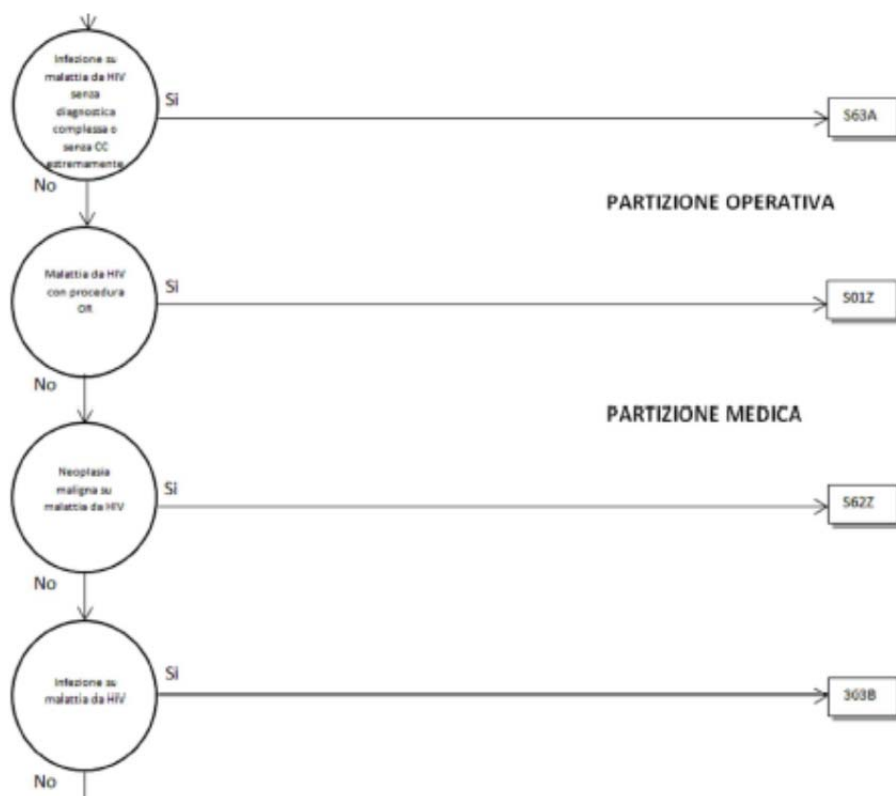 Infezione su
malattia da HIV
senza
diagnostica
complessa o
senza CC
estremamente
Si
S63A
No
PARTIZIONE OPERATIVA
Malattia da HIV
con procedura
OR
Si
S01Z
No
PARTIZIONE MEDICA
Neoplasia
maligna su
malattia da HIV
Si
S62Z
No
Infezione su
malattia da HIV
Si
303B
No